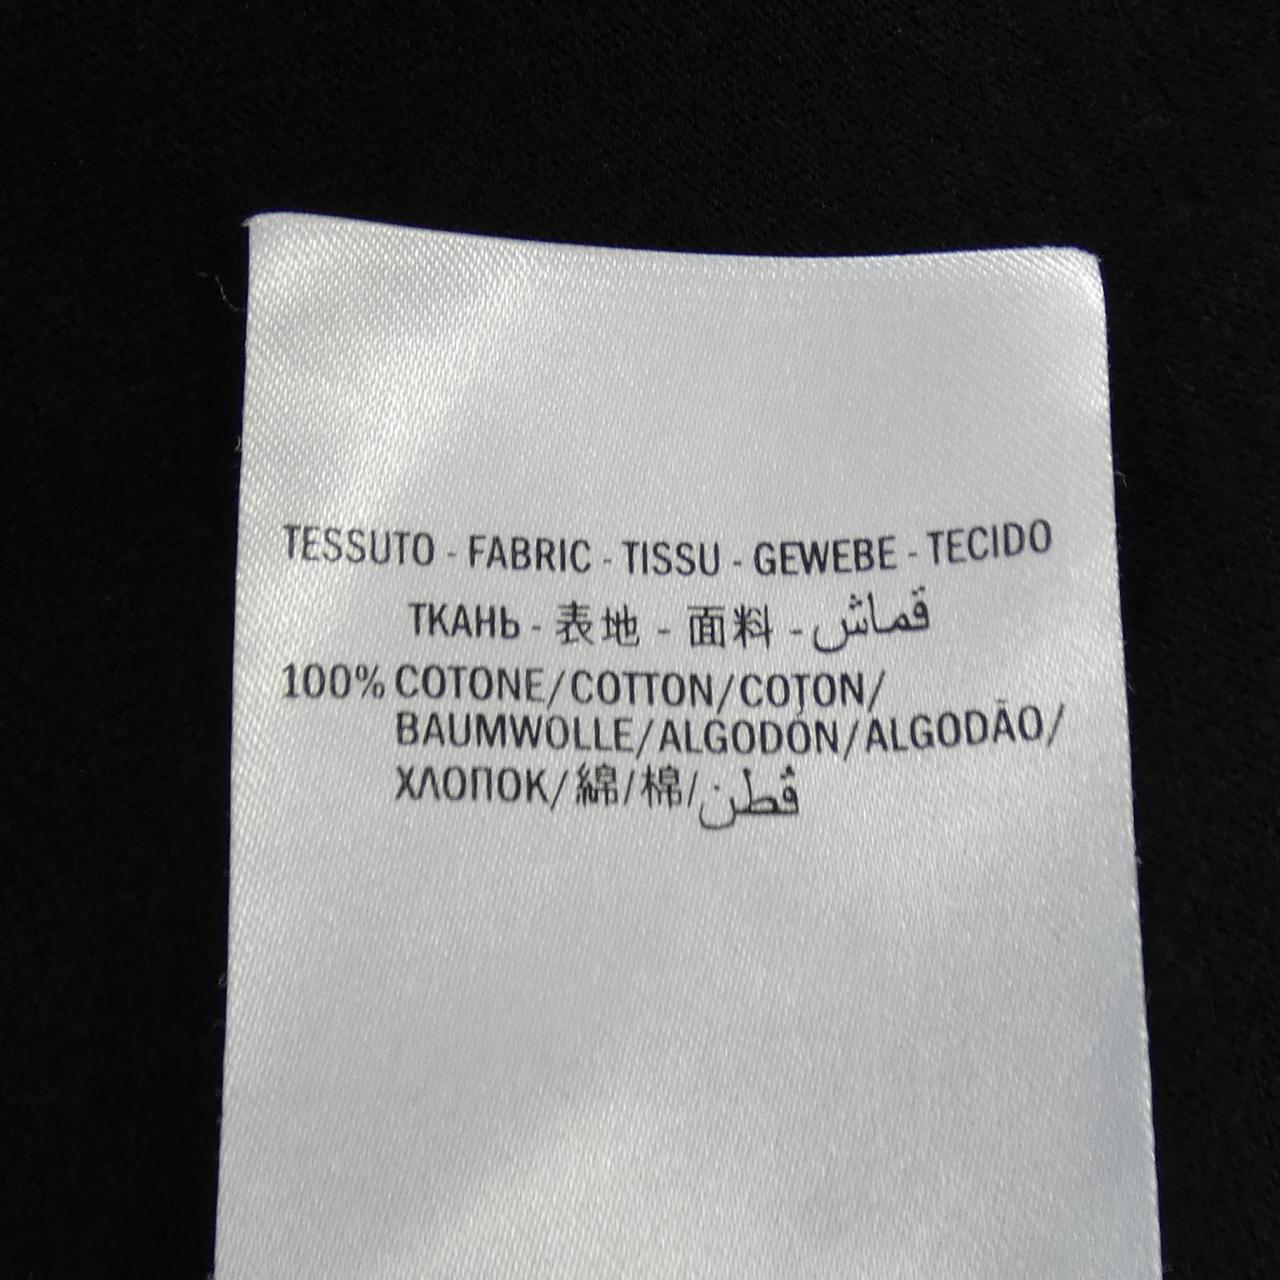 TESSUTO - FABRIC - TISSU - GEWEBE - TECIDO
ТКАНЬ - 表地 - 面料 - قماش
100% COTONE/COTTON/COTON/
BAUMWOLLE/ALGODÓN/ALGODÃO/
ХЛОПОК/綿/棉/قطن